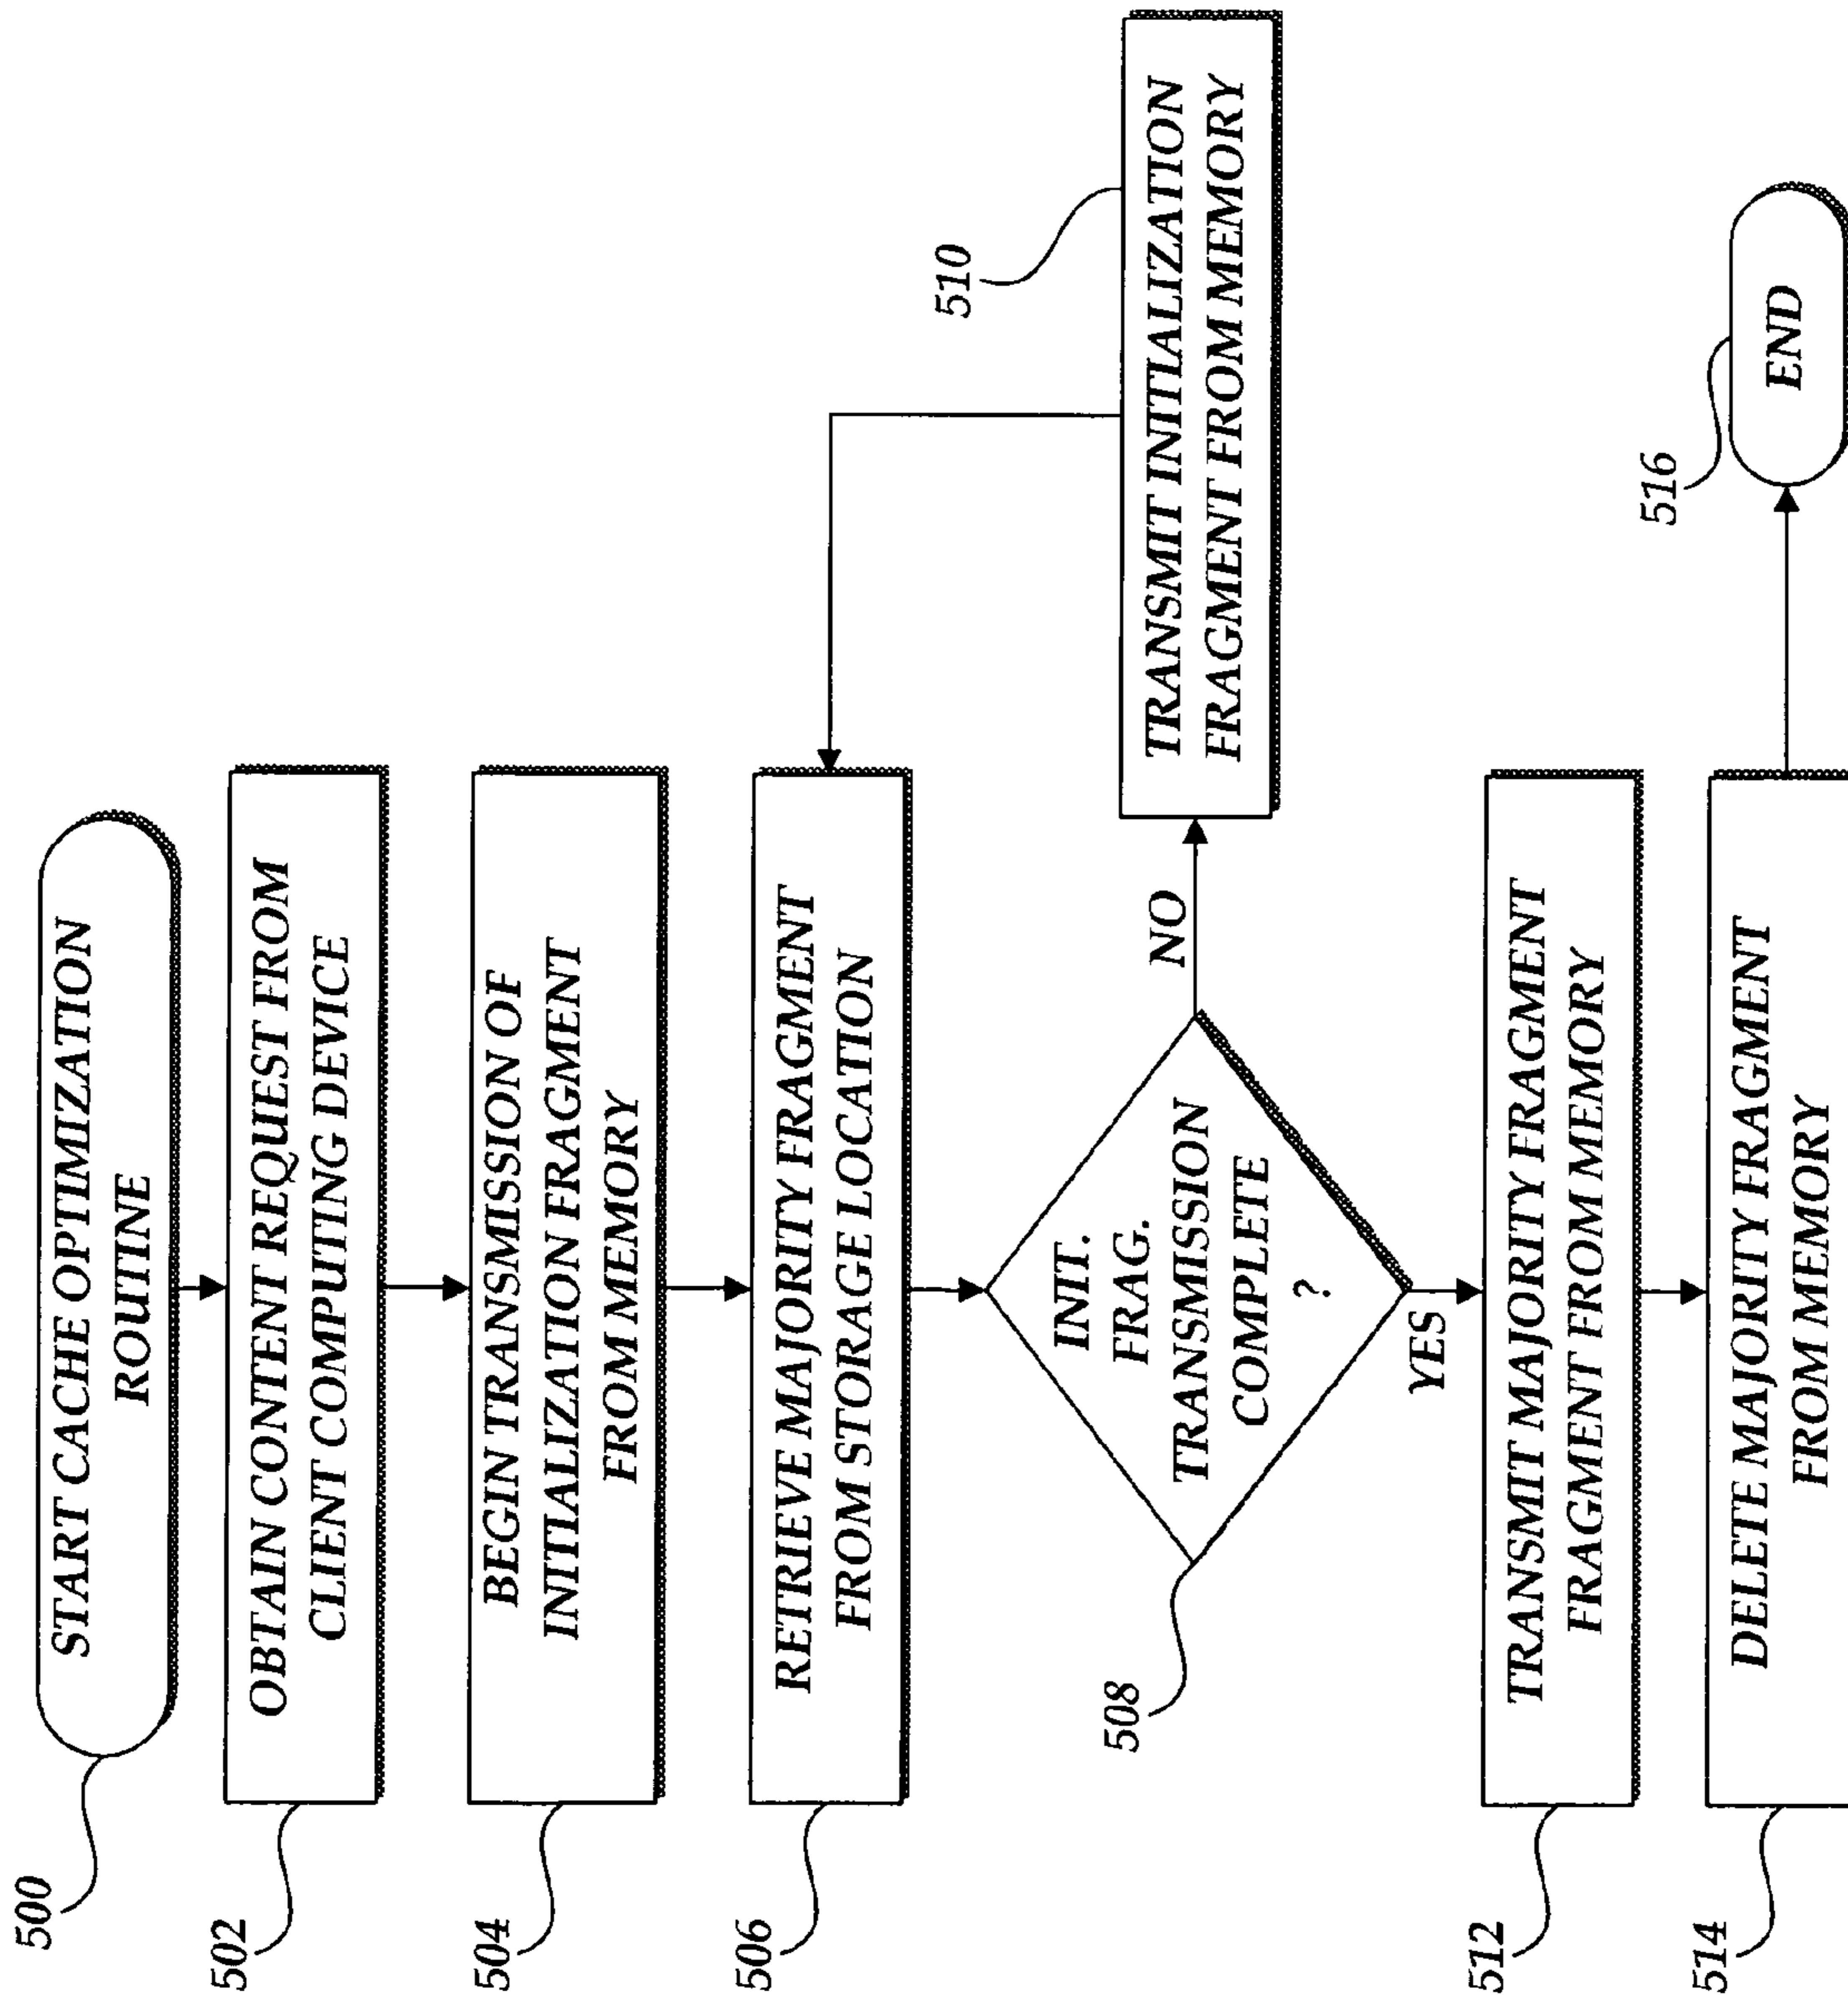 500
START CACHE OPTIMIZATION
ROUTINE
502
OBTAIN CONTENT REQUEST FROM
CLIENT COMPUTING DEVICE
504
BEGIN TRANSMISSION OF
INITIALIZATION FRAGMENT
FROM MEMORY
506
RETRIEVE MAJORITY FRAGMENT
FROM STORAGE LOCATION
508
INIT.
FRAG.
TRANSMISSION
COMPLETE
?
NO
510
TRANSMIT INITIALIZATION
FRAGMENT FROM MEMORY
YES
512
TRANSMIT MAJORITY FRAGMENT
FRAGMENT FROM MEMORY
514
DELETE MAJORITY FRAGMENT
FROM MEMORY
516
END